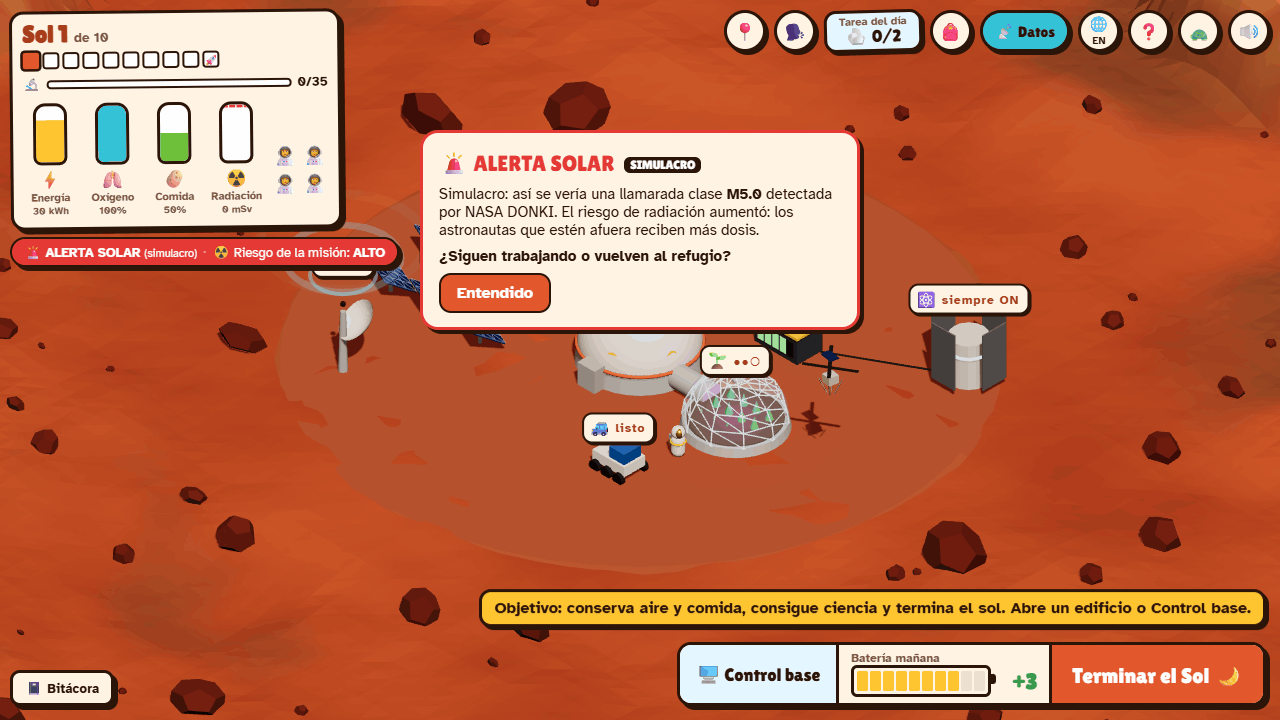 Sol 1 de 10
0/35
Energía
30 kWh
Oxígeno
100%
Comida
50%
Radiación
0 mSv
ALERTA SOLAR (simulacro) · Riesgo de la misión: ALTO
Tarea del día
0/2
Datos
EN
ALERTA SOLAR SIMULACRO
Simulacro: así se vería una llamarada clase M5.0 detectada
por NASA DONKI. El riesgo de radiación aumentó: los
astronautas que estén afuera reciben más dosis.
¿Siguen trabajando o vuelven al refugio?
Entendido
siempre ON
listo
Objetivo: conserva aire y comida, consigue ciencia y termina el sol. Abre un edificio o Control base.
Bitácora
Control base
Batería mañana
+3
Terminar el Sol